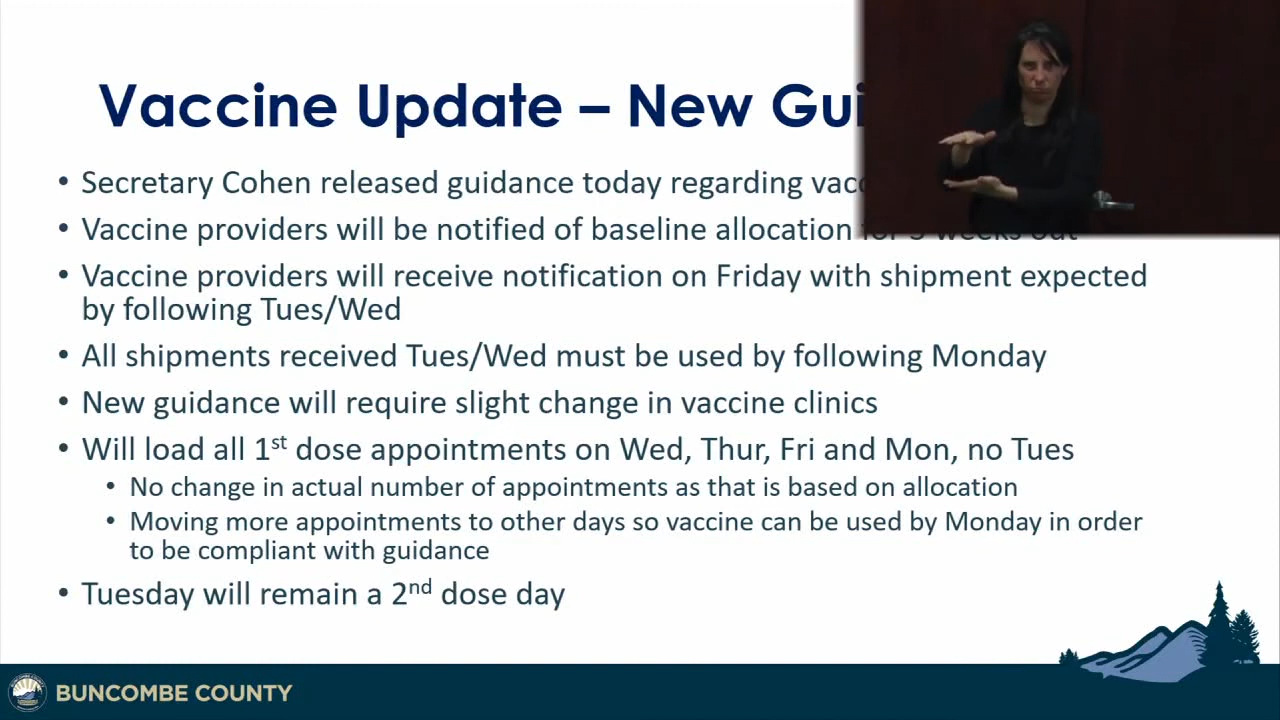 Vaccine Update – New Gui
• Secretary Cohen released guidance today regarding vacc
• Vaccine providers will be notified of baseline allocation for 3 weeks out
• Vaccine providers will receive notification on Friday with shipment expected
by following Tues/Wed
• All shipments received Tues/Wed must be used by following Monday
• New guidance will require slight change in vaccine clinics
• Will load all 1st dose appointments on Wed, Thur, Fri and Mon, no Tues
• No change in actual number of appointments as that is based on allocation
• Moving more appointments to other days so vaccine can be used by Monday in order
to be compliant with guidance
• Tuesday will remain a 2nd dose day
BUNCOMBE COUNTY